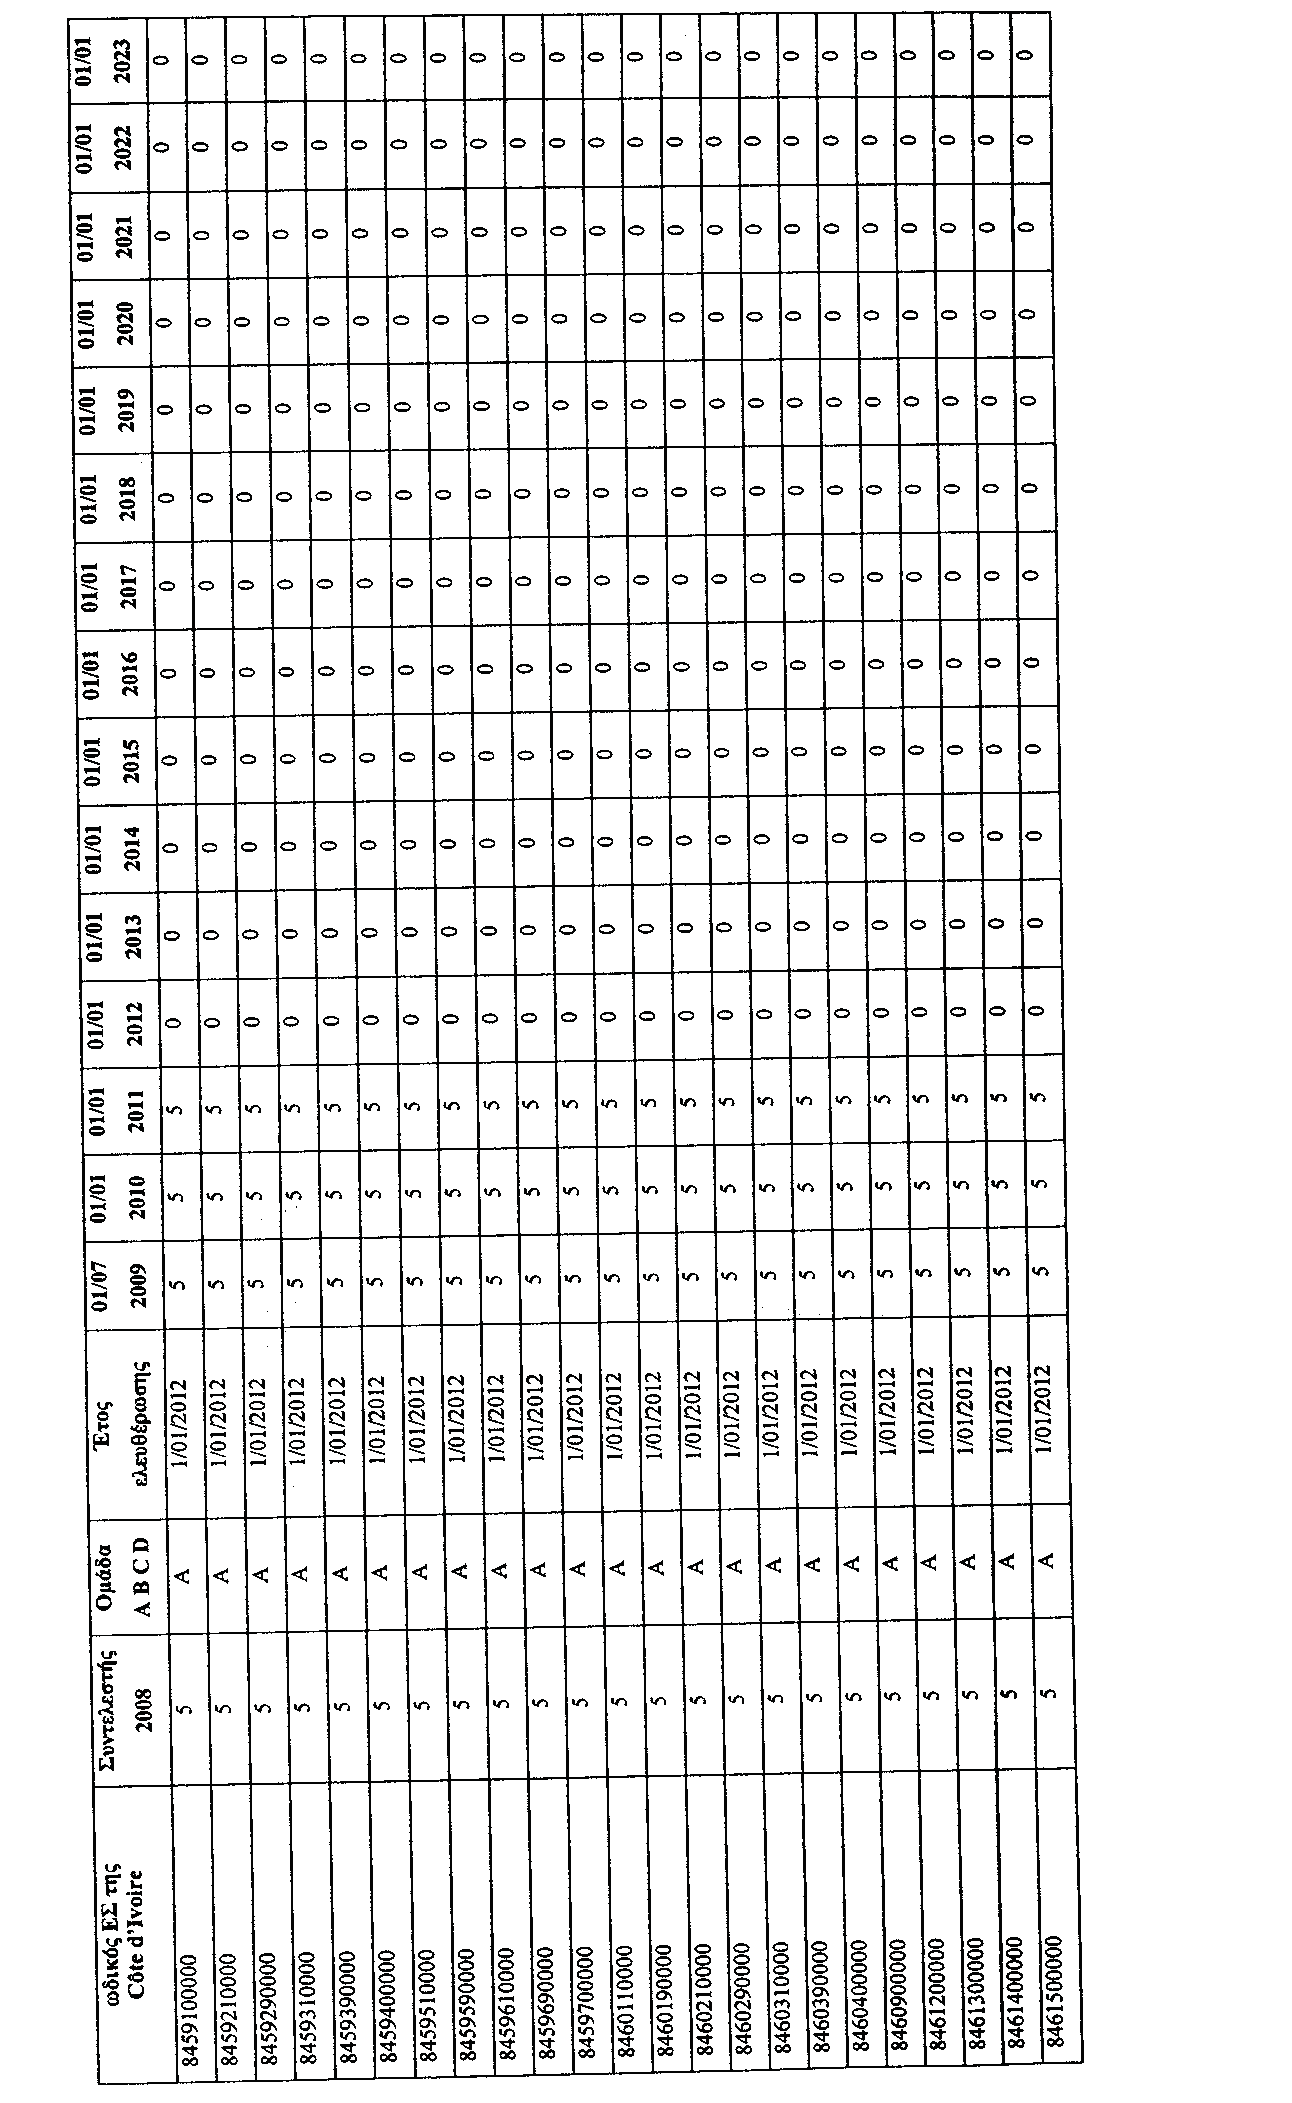 ωδικός ΕΣ της Συντελεστής Ομάδα Έτος 01/07 01/01 01/01 01/01 01/01 01/01 01/01 01/01 01/01 01/01 01/01 01/01 01/01 01/01 01/01
Côte d'Ivoire 2008 A B C D ελευθέρωσης 2009 2010 2011 2012 2013 2014 2015 2016 2017 2018 2019 2020 2021 2022 2023
8459100000 5 A 1/01/2012 5 5 5 0 0 0 0 0 0 0 0 0 0 0 0
8459210000 5 A 1/01/2012 5 5 5 0 0 0 0 0 0 0 0 0 0 0 0
8459290000 5 A 1/01/2012 5 5 5 0 0 0 0 0 0 0 0 0 0 0 0
8459310000 5 A 1/01/2012 5 5 5 0 0 0 0 0 0 0 0 0 0 0 0
8459390000 5 A 1/01/2012 5 5 5 0 0 0 0 0 0 0 0 0 0 0 0
8459400000 5 A 1/01/2012 5 5 5 0 0 0 0 0 0 0 0 0 0 0 0
8459510000 5 A 1/01/2012 5 5 5 0 0 0 0 0 0 0 0 0 0 0 0
8459590000 5 A 1/01/2012 5 5 5 0 0 0 0 0 0 0 0 0 0 0 0
8459610000 5 A 1/01/2012 5 5 5 0 0 0 0 0 0 0 0 0 0 0 0
8459690000 5 A 1/01/2012 5 5 5 0 0 0 0 0 0 0 0 0 0 0 0
8459700000 5 A 1/01/2012 5 5 5 0 0 0 0 0 0 0 0 0 0 0 0
8460110000 5 A 1/01/2012 5 5 5 0 0 0 0 0 0 0 0 0 0 0 0
8460190000 5 A 1/01/2012 5 5 5 0 0 0 0 0 0 0 0 0 0 0 0
8460210000 5 A 1/01/2012 5 5 5 0 0 0 0 0 0 0 0 0 0 0 0
8460290000 5 A 1/01/2012 5 5 5 0 0 0 0 0 0 0 0 0 0 0 0
8460310000 5 A 1/01/2012 5 5 5 0 0 0 0 0 0 0 0 0 0 0 0
8460390000 5 A 1/01/2012 5 5 5 0 0 0 0 0 0 0 0 0 0 0 0
8460400000 5 A 1/01/2012 5 5 5 0 0 0 0 0 0 0 0 0 0 0 0
8460900000 5 A 1/01/2012 5 5 5 0 0 0 0 0 0 0 0 0 0 0 0
8461200000 5 A 1/01/2012 5 5 5 0 0 0 0 0 0 0 0 0 0 0 0
8461300000 5 A 1/01/2012 5 5 5 0 0 0 0 0 0 0 0 0 0 0 0
8461400000 5 A 1/01/2012 5 5 5 0 0 0 0 0 0 0 0 0 0 0 0
8461500000 5 A 1/01/2012 5 5 5 0 0 0 0 0 0 0 0 0 0 0 0